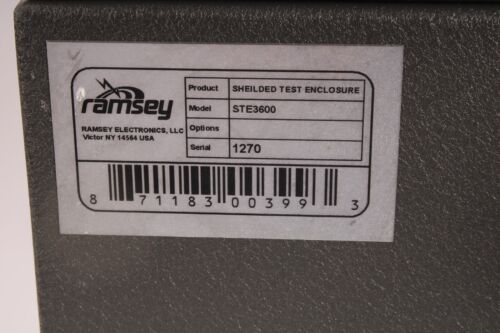 ramsey
RAMSEY ELECTRONICS, LLC
Victor NY 14564 USA
Product SHEILDED TEST ENCLOSURE
Model STE3600
Options
Serial 1270
8 71183 00399 3